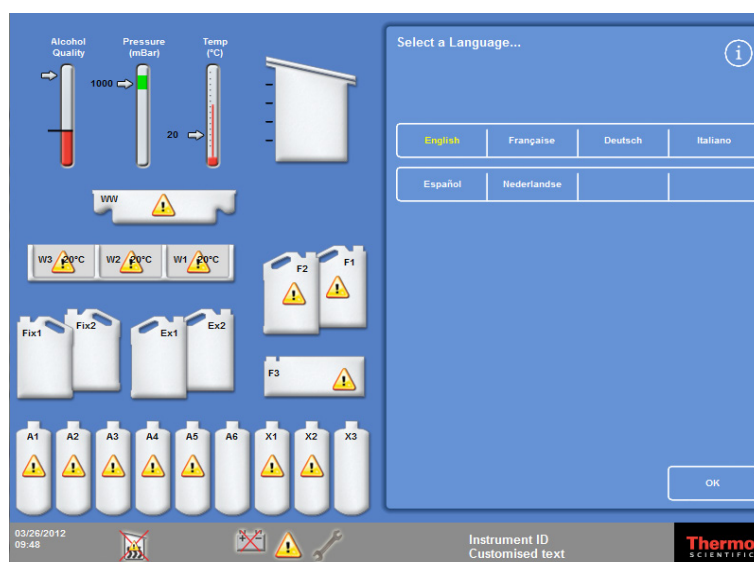 Alcohol Quality
Pressure (mBar)
Temp (°C)
1000
20
WW
W3 20°C
W2 20°C
W1 20°C
F2
F1
Fix1
Fix2
Ex1
Ex2
F3
A1
A2
A3
A4
A5
A6
X1
X2
X3
Select a Language...
i
English
Française
Deutsch
Italiano
Español
Nederlandse
OK
03/26/2012
09:48
Instrument ID
Customised text
Thermo
SCIENTIFIC